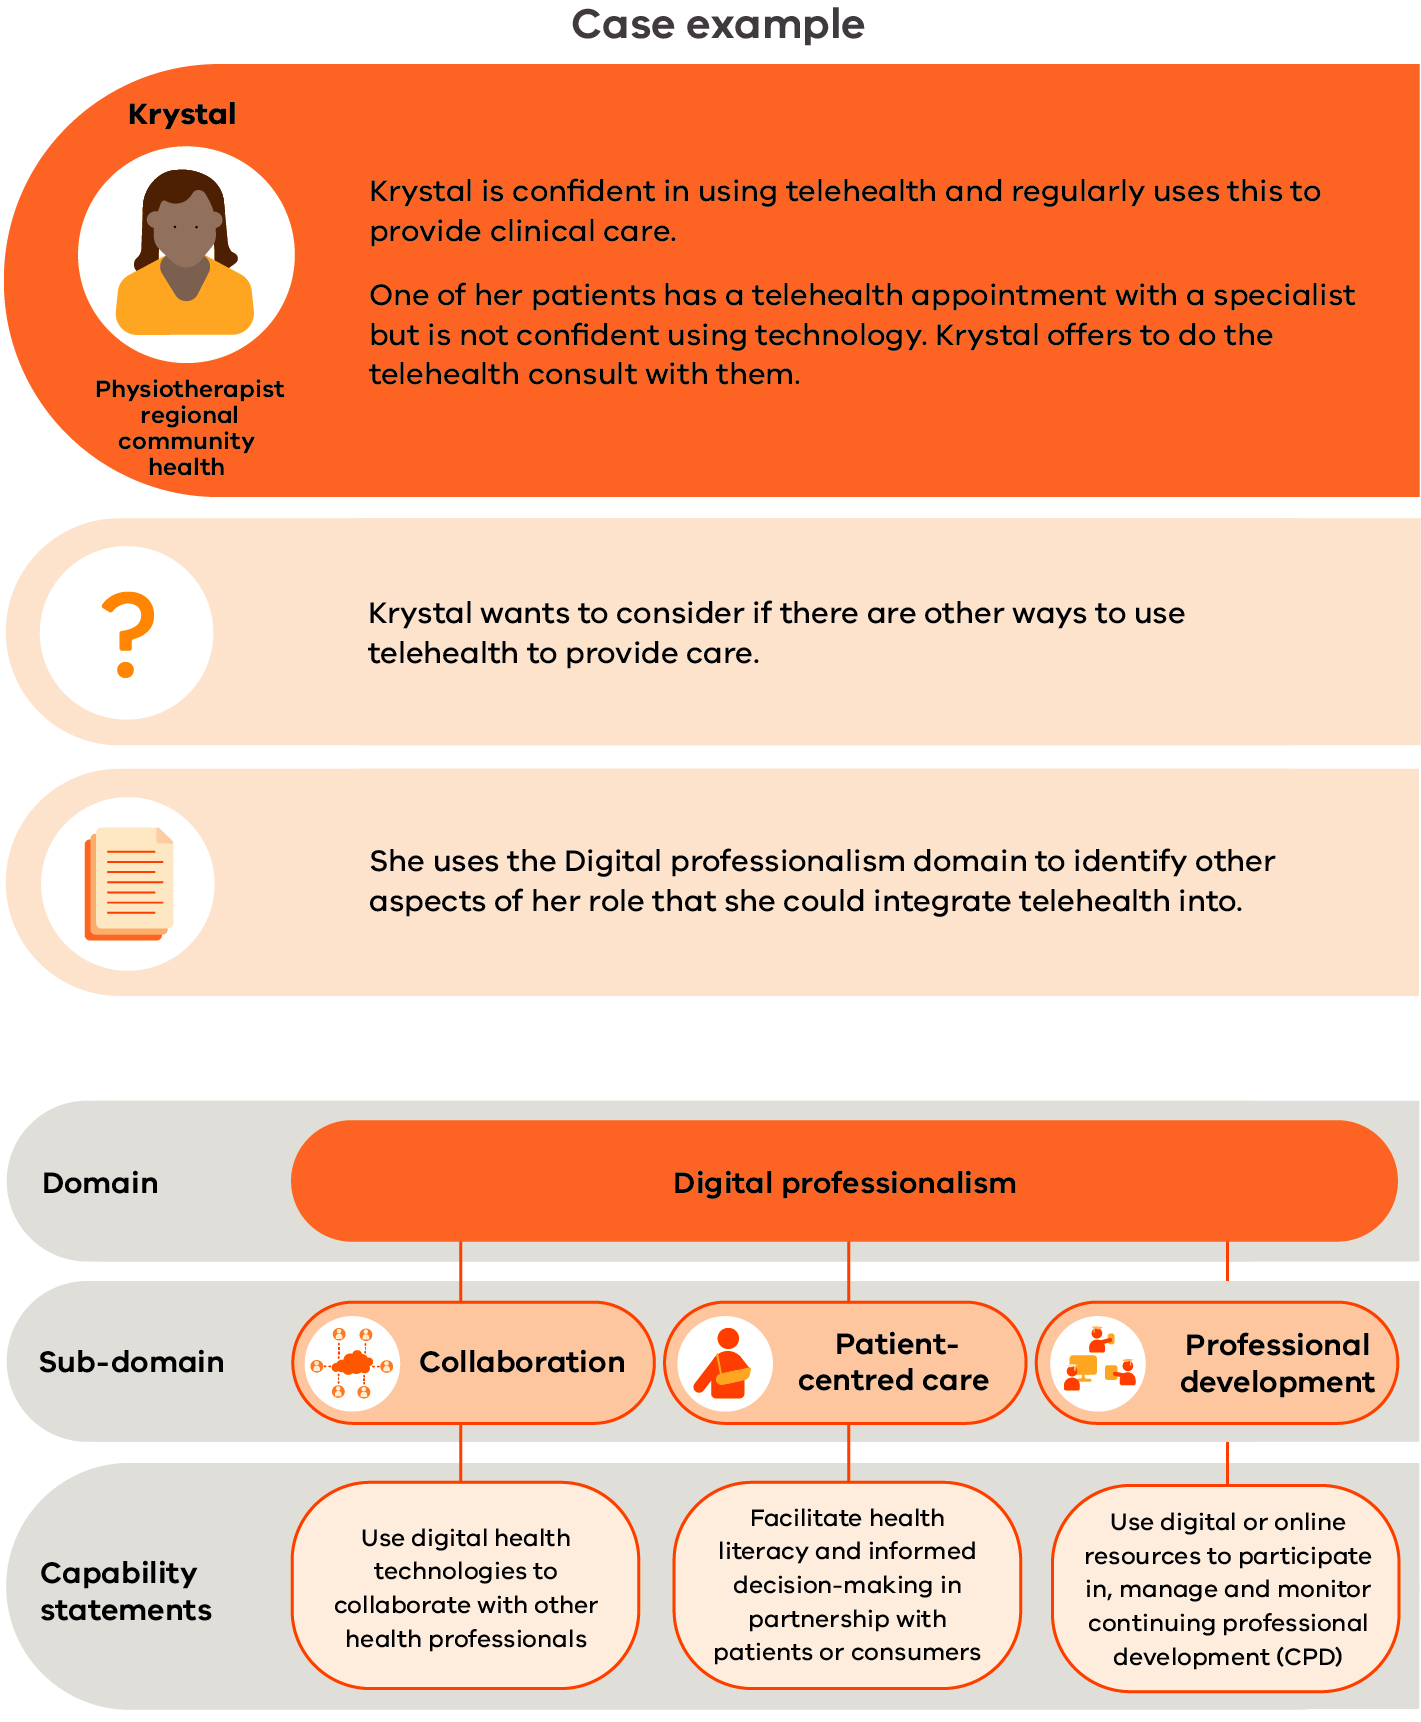 Case example
Krystal
Physiotherapist
regional
community
health
Krystal is confident in using telehealth and regularly uses this to
provide clinical care.
One of her patients has a telehealth appointment with a specialist
but is not confident using technology. Krystal offers to do the
telehealth consult with them.
?
Krystal wants to consider if there are other ways to use
telehealth to provide care.
She uses the Digital professionalism domain to identify other
aspects of her role that she could integrate telehealth into.
Domain
Digital professionalism
Sub-domain
Collaboration
Patient-
centred care
Professional
development
Capability
statements
Use digital health
technologies to
collaborate with other
health professionals
Facilitate health
literacy and informed
decision-making in
partnership with
patients or consumers
Use digital or online
resources to participate
in, manage and monitor
continuing professional
development (CPD)